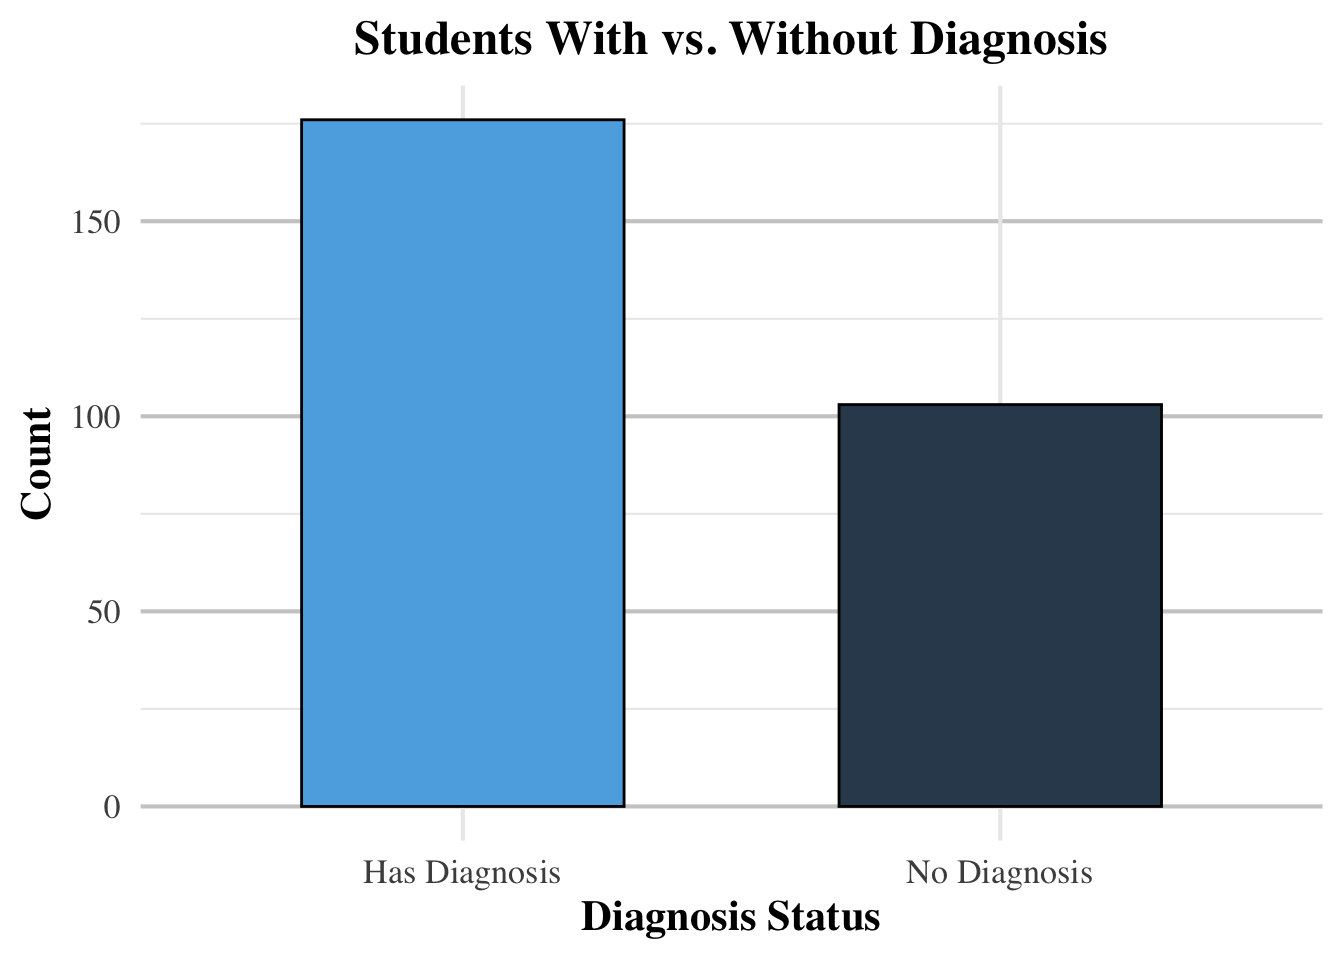 Students With vs. Without Diagnosis
150
100
50
0
Count
Has Diagnosis
No Diagnosis
Diagnosis Status